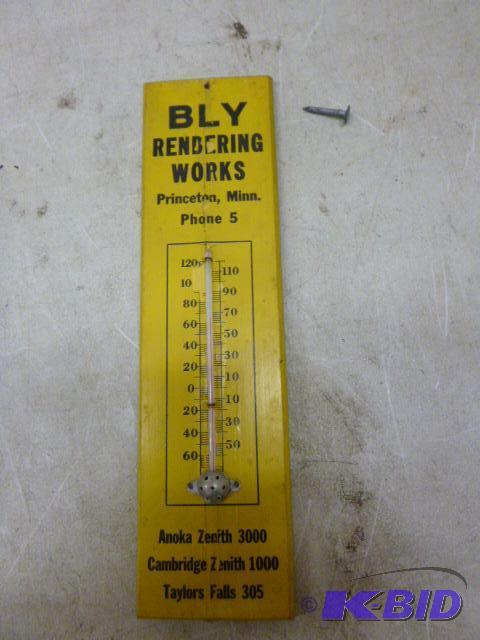 BLY
RENDERING
WORKS
Princeton, Minn.
Phone 5
120
110
10
90
80
70
60
50
40
30
20
10
0
10
20
30
40
50
60
Anoka Zenith 3000
Cambridge Zenith 1000
Taylors Falls 305
© K-BID